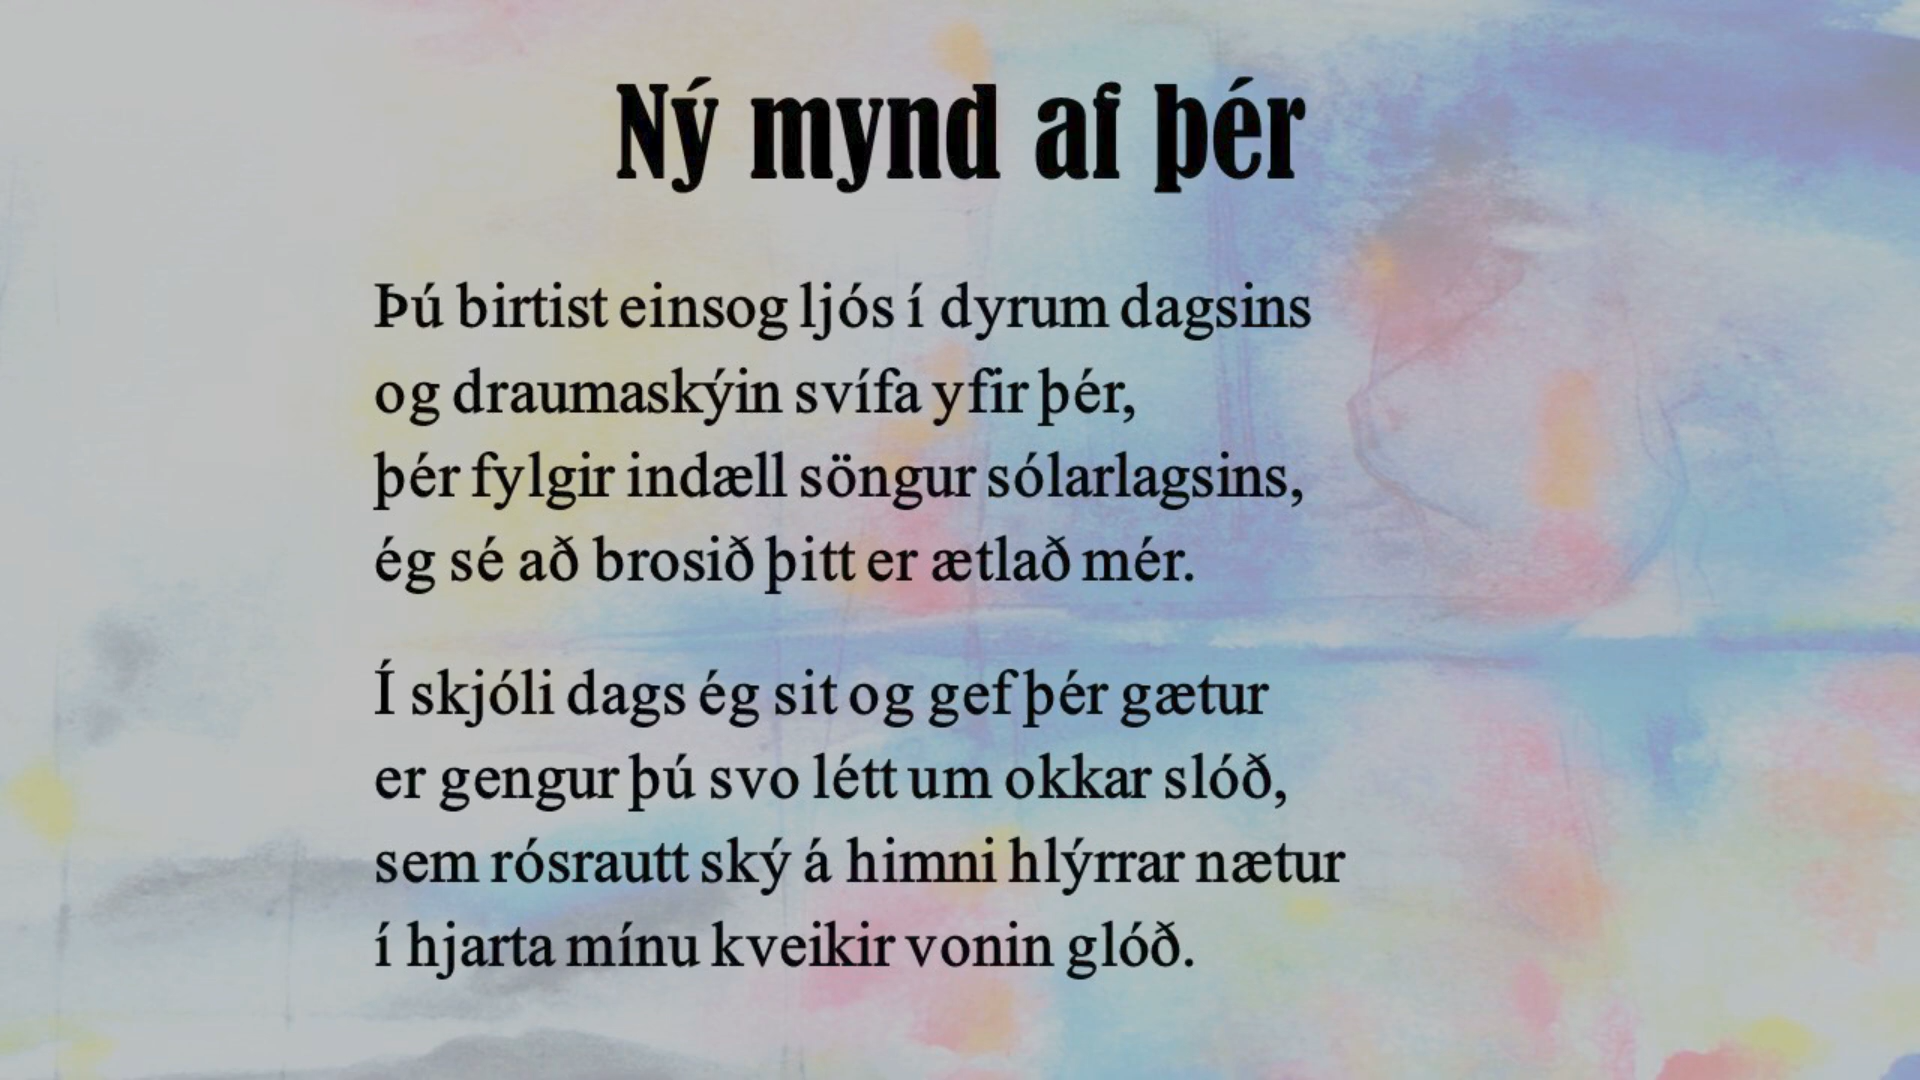 Ný mynd af þér
Þú birtist einsog ljós í dyrum dagsins
og draumaskýin svífa yfir þér,
þér fylgir indæll söngur sólarlagsins,
ég sé að brosið þitt er ætlað mér.
Í skjóli dags ég sit og gef þér gætur
er gengur þú svo létt um okkar slóð,
sem rósrautt ský á himni hlýrrar nætur
í hjarta mínu kveikir vonin glóð.